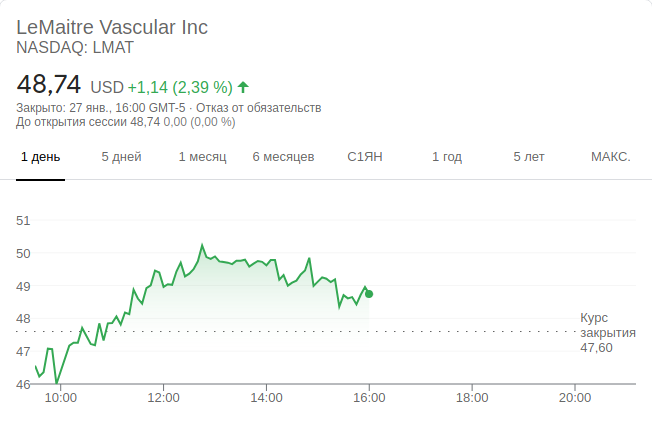 LeMaitre Vascular Inc
NASDAQ: LMAT
48,74 USD +1,14 (2,39 %)
Закрыто: 27 янв., 16:00 GMT-5 · Отказ от обязательств
До открытия сессии 48,74 0,00 (0,00 %)
1 день 5 дней 1 месяц 6 месяцев С1ЯН 1 год 5 лет МАКС.
51
50
49
48
47
46
Курс
закрытия
47,60
10:00 12:00 14:00 16:00 18:00 20:00